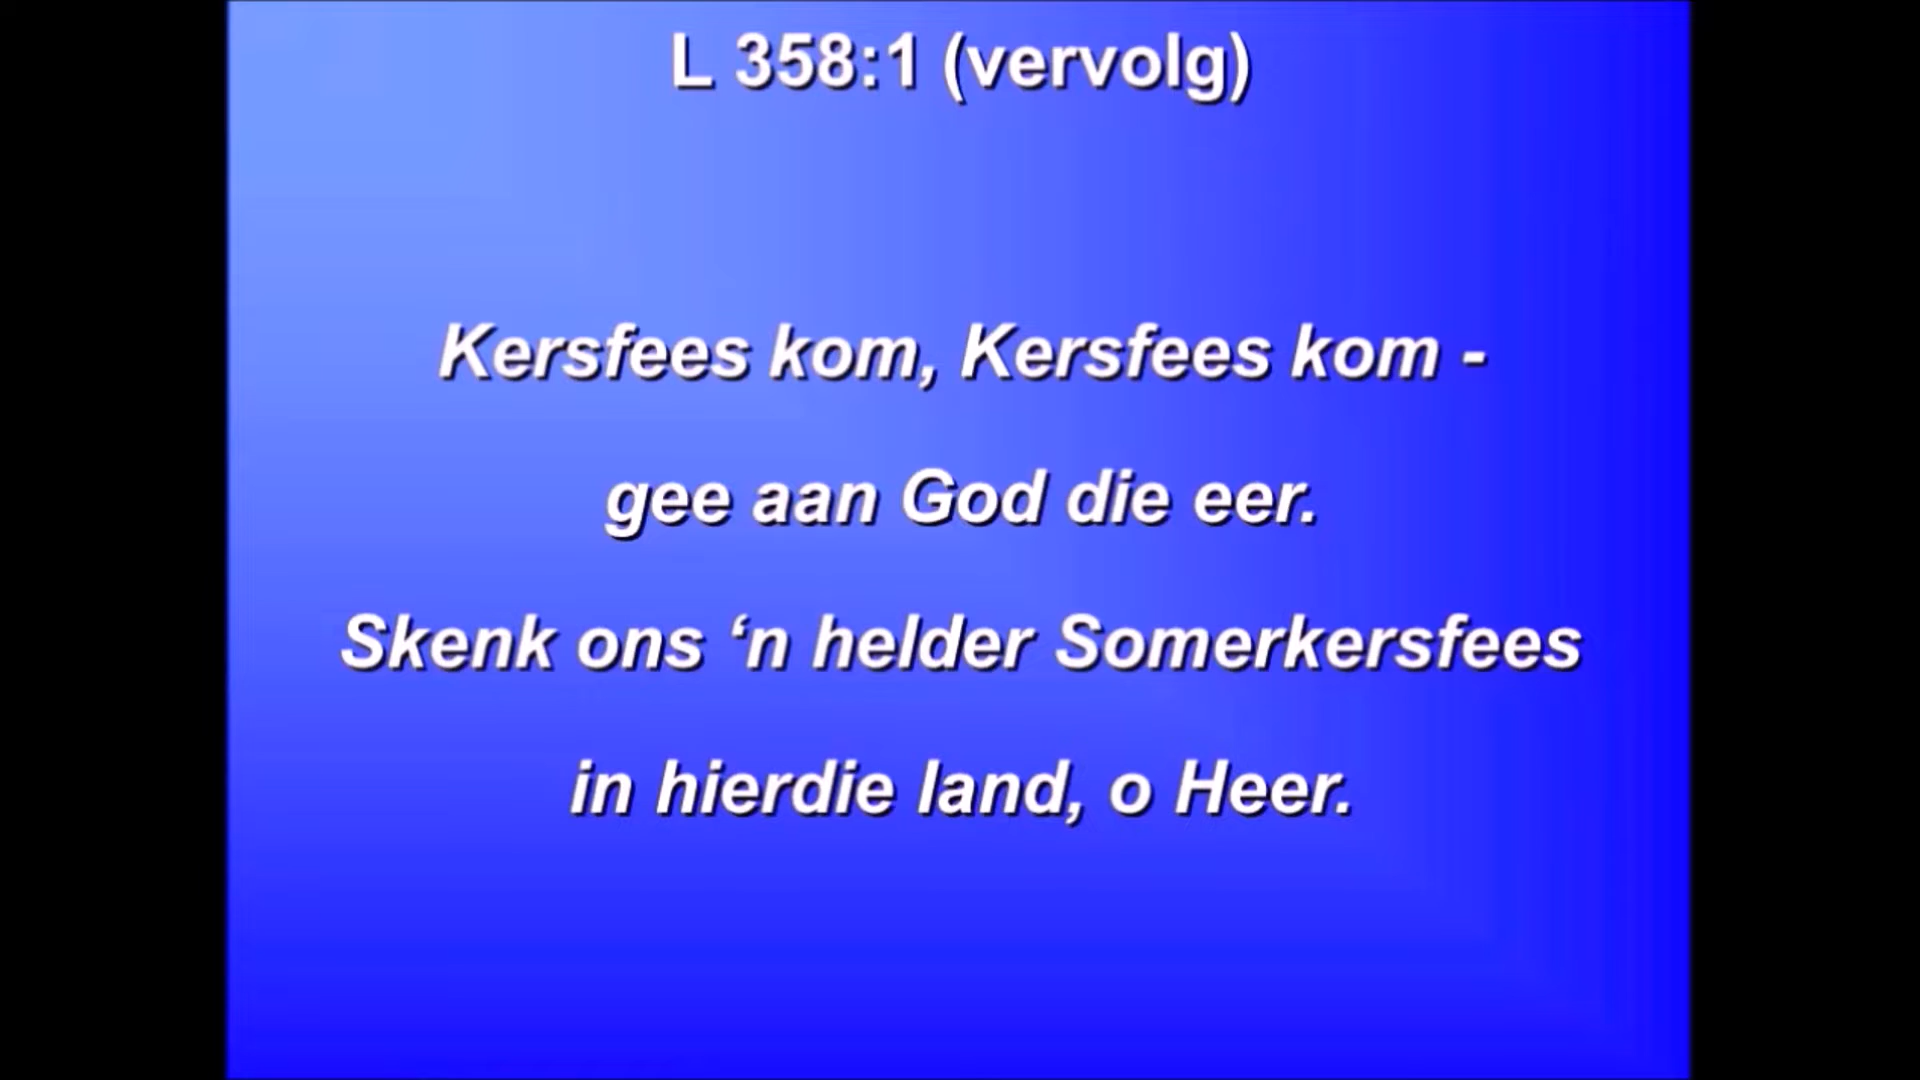 L 358:1 (vervolg)
Kersfees kom, Kersfees kom -
gee aan God die eer.
Skenk ons ‘n helder Somerkersfees
in hierdie land, o Heer.